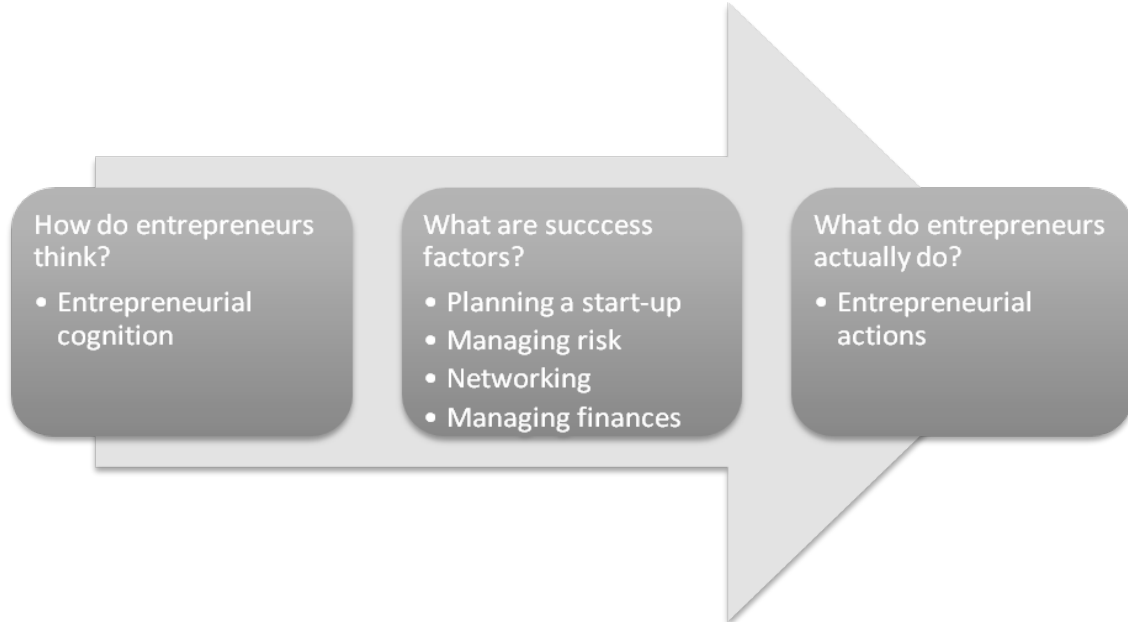 How do entrepreneurs
think?
• Entrepreneurial
cognition
What are succcess
factors?
• Planning a start-up
• Managing risk
• Networking
• Managing finances
What do entrepreneurs
actually do?
• Entrepreneurial
actions